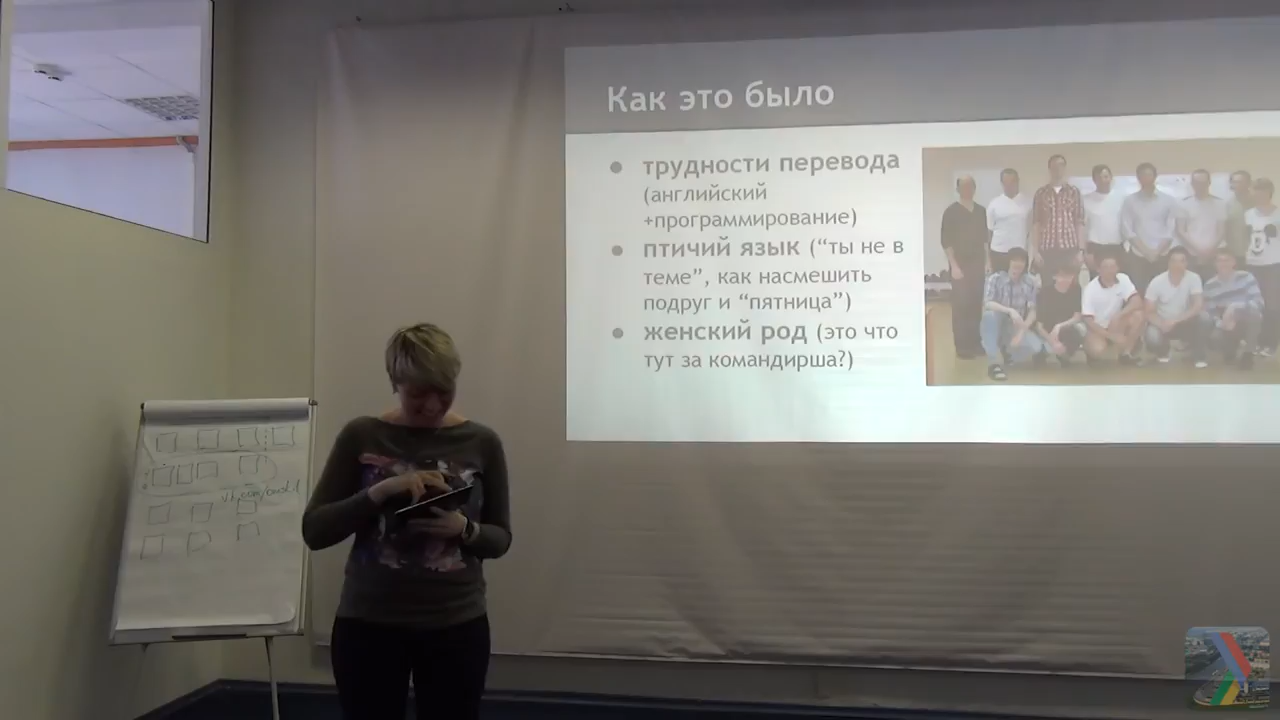 Как это было
● трудности перевода
(английский
+программирование)
● птичий язык (“ты не в
теме”, как насмешить
подруг и “пятница”)
● женский род (это что
тут за командирша?)